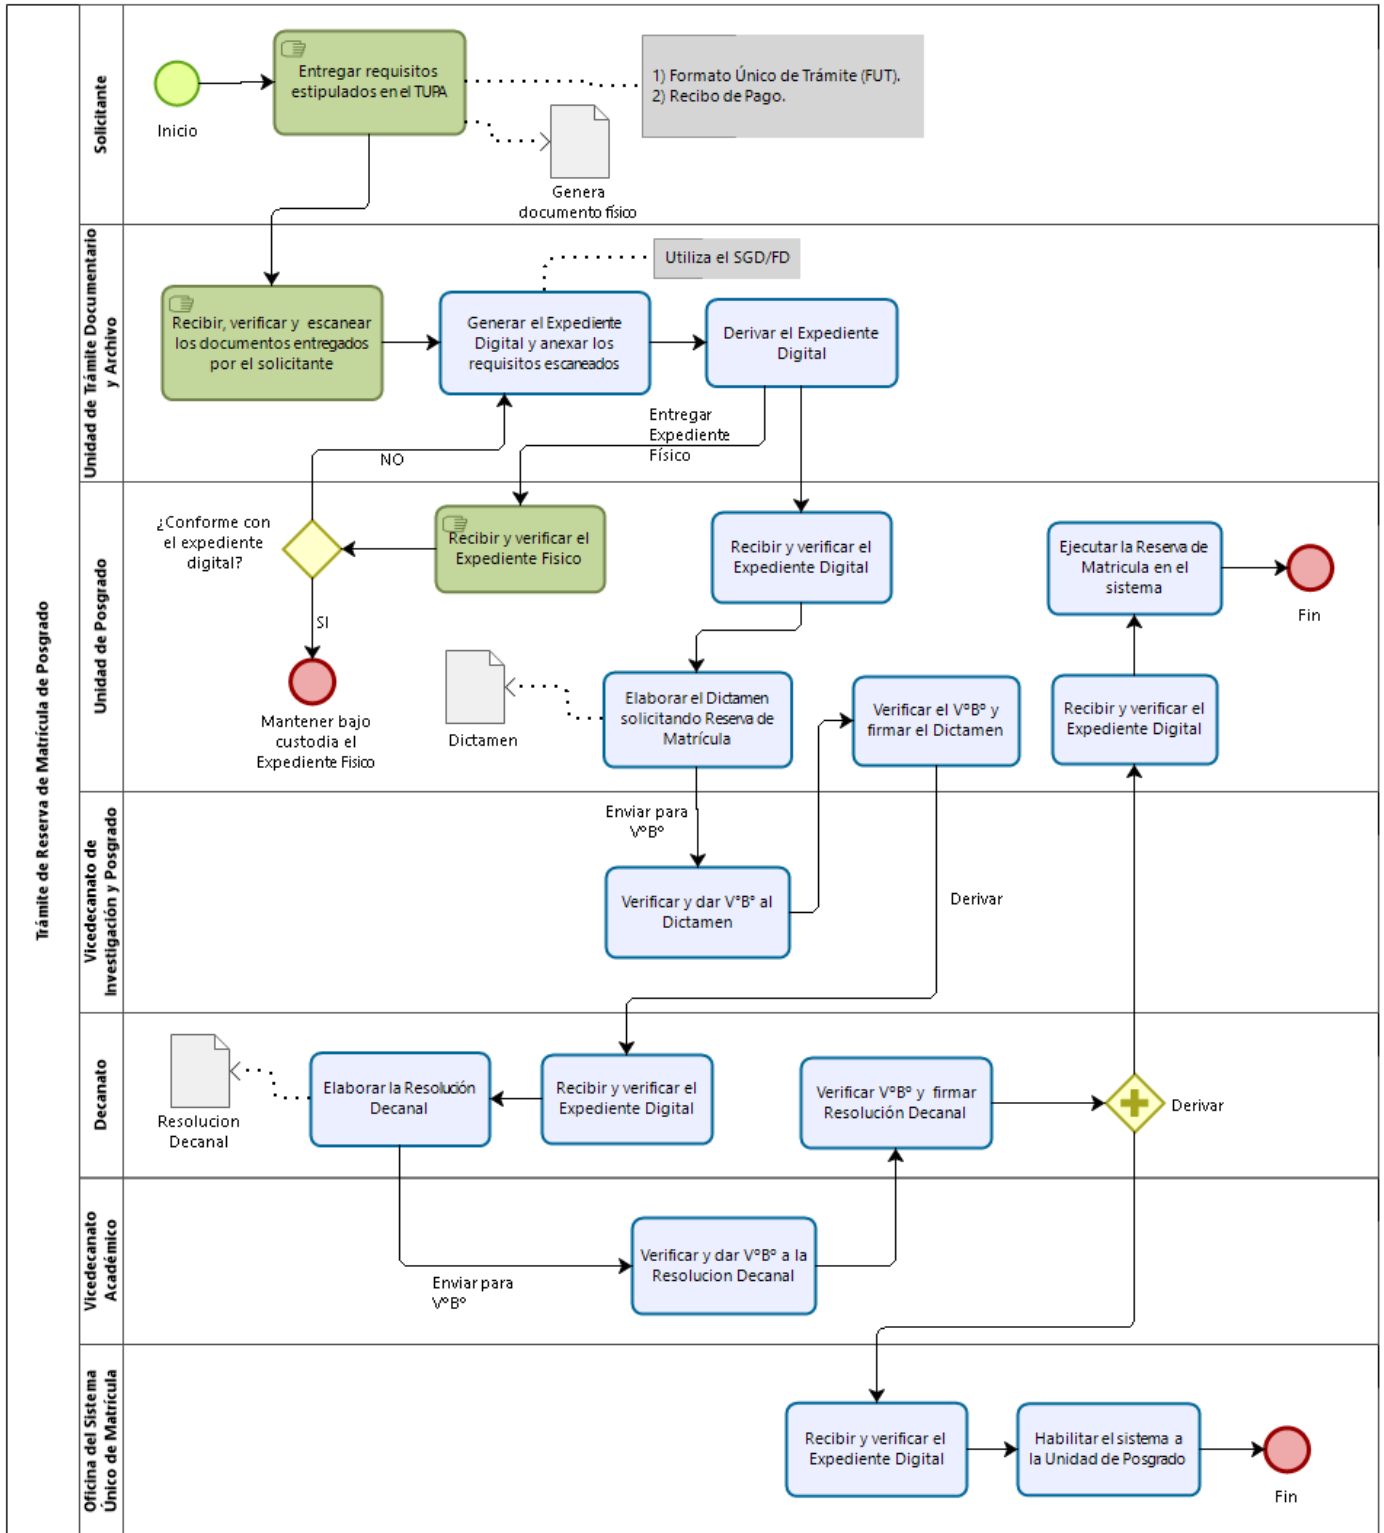 Trámite de Reserva de Matrícula de Posgrado
Solicitante
Inicio
Entregar requisitos
estipulados en el TUPA
1) Formato Único de Trámite (FUT).
2) Recibo de Pago.
Genera
documento físico
Unidad de Trámite Documentario
y Archivo
Utiliza el SGD/FD
Recibir, verificar y escanear
los documentos entregados
por el solicitante
Generar el Expediente
Digital y anexar los
requisitos escaneados
Derivar el Expediente
Digital
Entregar
Expediente
Físico
NO
Unidad de Posgrado
¿Conforme con
el expediente
digital?
Recibir y verificar el
Expediente Fisico
Recibir y verificar el
Expediente Digital
Ejecutar la Reserva de
Matricula en el
sistema
Fin
SI
Mantener bajo
custodia el
Expediente Fisico
Dictamen
Elaborar el Dictamen
solicitando Reserva de
Matrícula
Verificar el V°B° y
firmar el Dictamen
Recibir y verificar el
Expediente Digital
Vicedecanato de
Investigación y Posgrado
Enviar para
V°B°
Verificar y dar V°B° al
Dictamen
Derivar
Decanato
Resolucion
Decanal
Elaborar la Resolución
Decanal
Recibir y verificar el
Expediente Digital
Verificar V°B° y firmar
Resolución Decanal
Derivar
Vicedecanato
Académico
Enviar para
V°B°
Verificar y dar V°B° a la
Resolucion Decanal
Oficina del Sistema
Único de Matrícula
Recibir y verificar el
Expediente Digital
Habilitar el sistema a
la Unidad de Posgrado
Fin